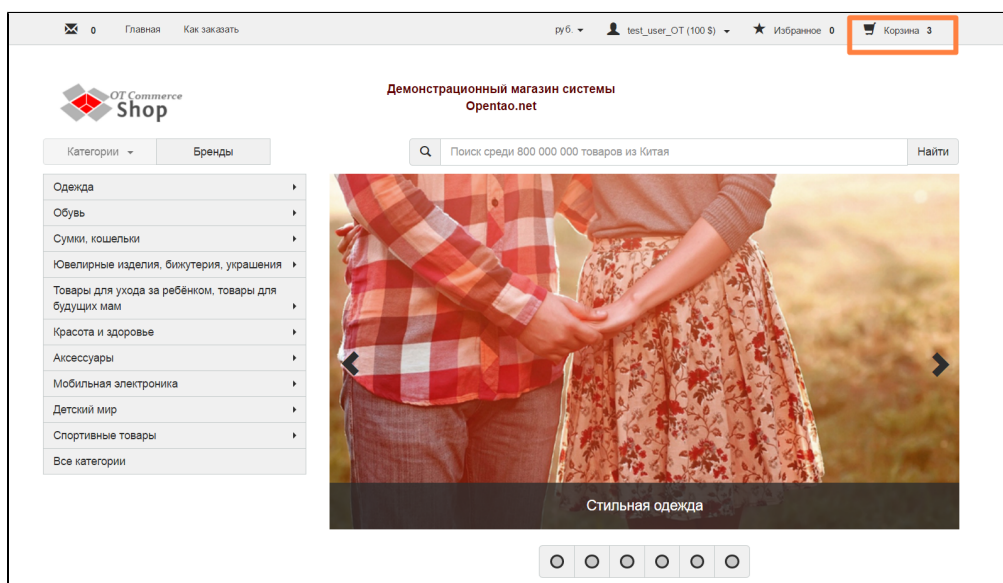 0 Главная Как заказать руб. test_user_OT (100 $) Избранное 0 Корзина 3
OT Commerce
Shop
Демонстрационный магазин системы
Opentao.net
Категории Бренды Поиск среди 800 000 000 товаров из Китая Найти
Одежда
Обувь
Сумки, кошельки
Ювелирные изделия, бижутерия, украшения
Товары для ухода за ребёнком, товары для
будущих мам
Красота и здоровье
Аксессуары
Мобильная электроника
Детский мир
Спортивные товары
Все категории
Стильная одежда